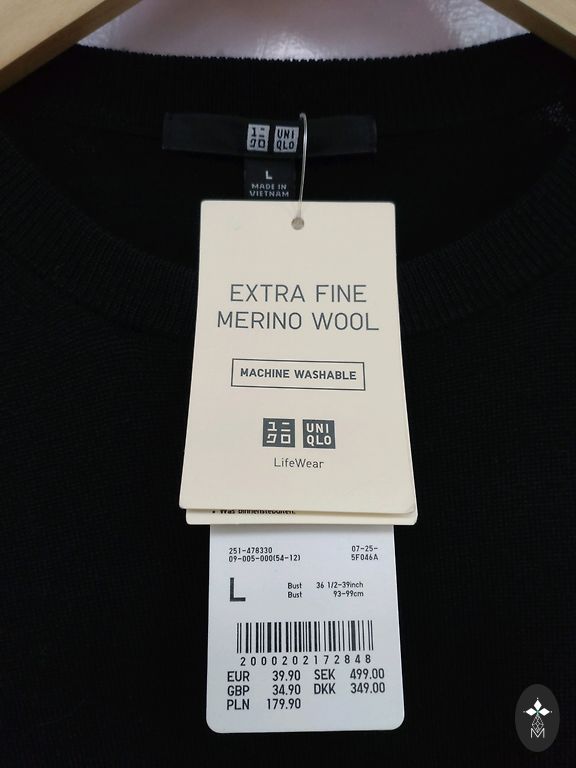 ユニ UNI
クロ QLO
L
MADE IN
VIETNAM
EXTRA FINE
MERINO WOOL
MACHINE WASHABLE
ユニ UNI
クロ QLO
LifeWear
• Was binnenstebuiten.
251-478330 07-25-
09-005-000(54-12) 5F046A
L Bust 36 1/2-39inch
Bust 93-99cm
2000202172848
EUR 39.90 SEK 499.00
GBP 34.90 DKK 349.00
PLN 179.90
M